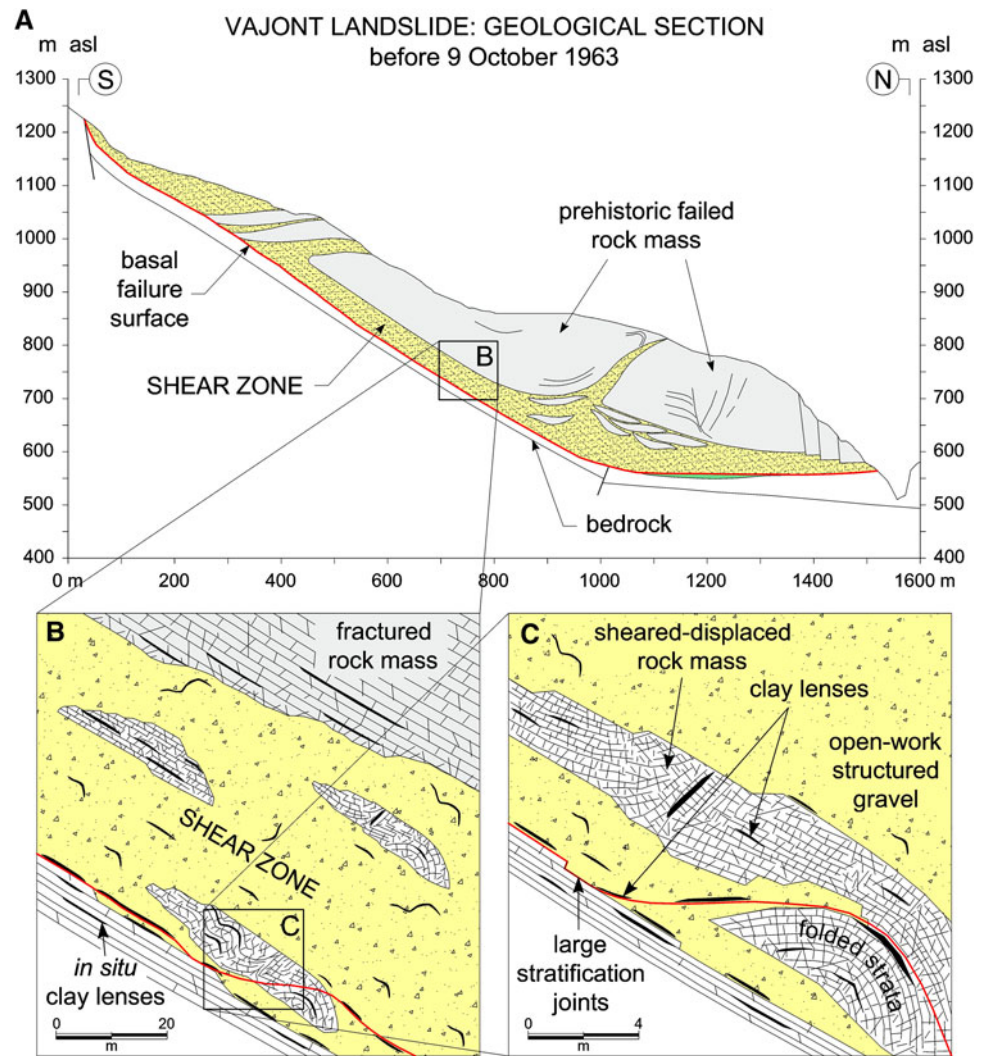 A
VAJONT LANDSLIDE: GEOLOGICAL SECTION
before 9 October 1963
m asl
m asl
S
N
1300
1200
1100
1000
900
800
700
600
500
400
1300
1200
1100
1000
900
800
700
600
500
400
prehistoric failed
rock mass
basal
failure
surface
SHEAR ZONE
B
bedrock
0 m
200
400
600
800
1000
1200
1400
1600 m
B
fractured
rock mass
SHEAR ZONE
C
in situ
clay lenses
0
20
m
C
sheared-displaced
rock mass
clay lenses
open-work
structured
gravel
folded strata
large
stratification
joints
0
4
m